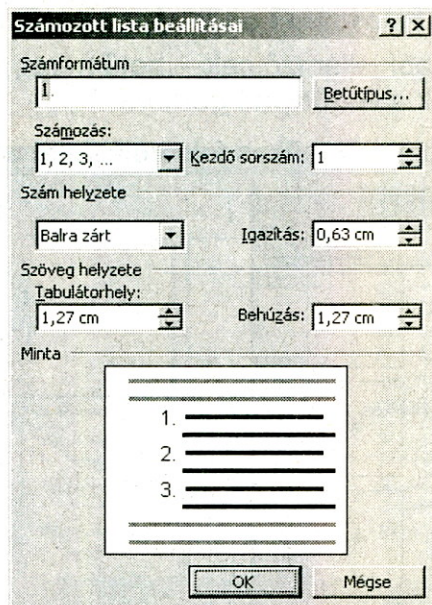 Számozott lista beállításai ? X
Számformátum
1.
Betűtípus...
Számozás:
1, 2, 3, ...
Kezdő sorszám: 1
Szám helyzete
Balra zárt
Igazítás: 0,63 cm
Szöveg helyzete
Tabulátorhely:
1,27 cm
Behúzás: 1,27 cm
Minta
1.
2.
3.
OK
Mégse